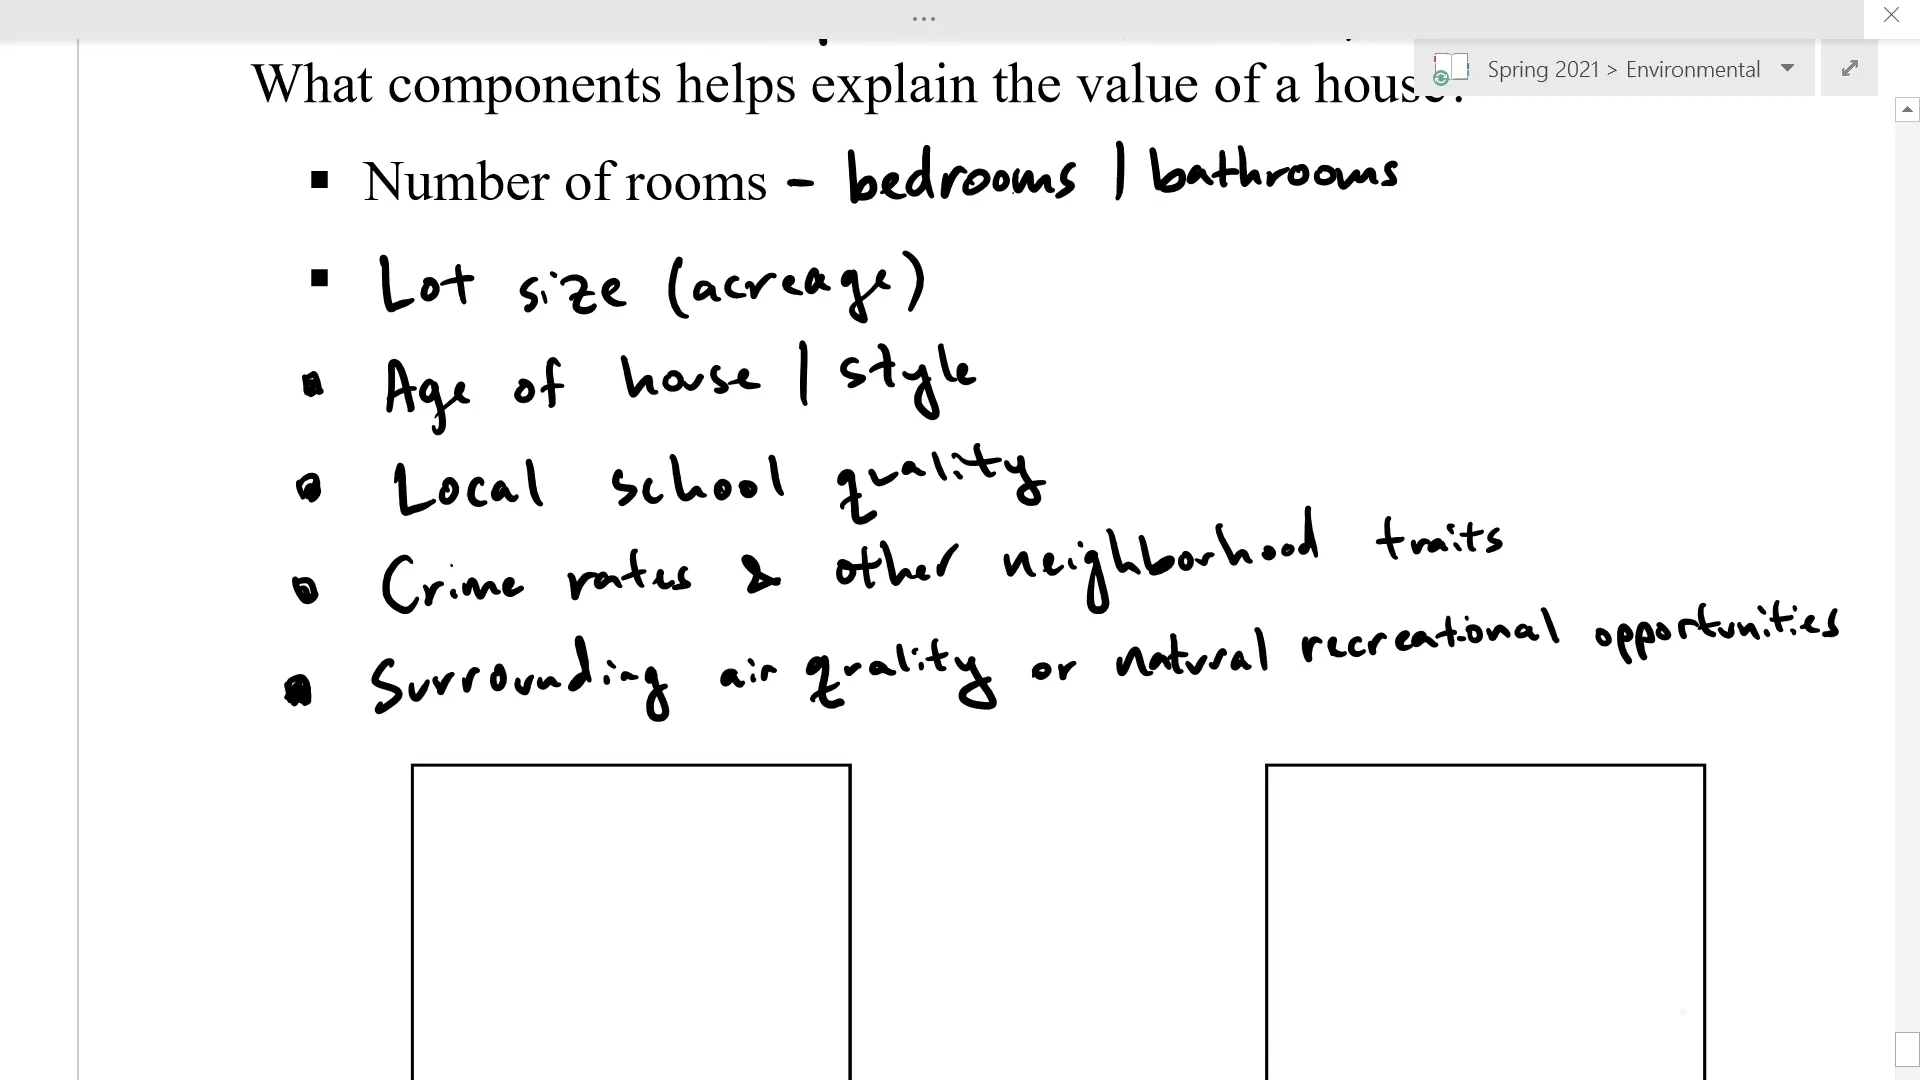 ...
Spring 2021 > Environmental
What components helps explain the value of a house?
▪ Number of rooms - bedrooms | bathrooms
▪ Lot size (acreage)
▪ Age of house | style
▪ Local school quality
▪ Crime rates & other neighborhood traits
▪ Surrounding air quality or natural recreational opportunities